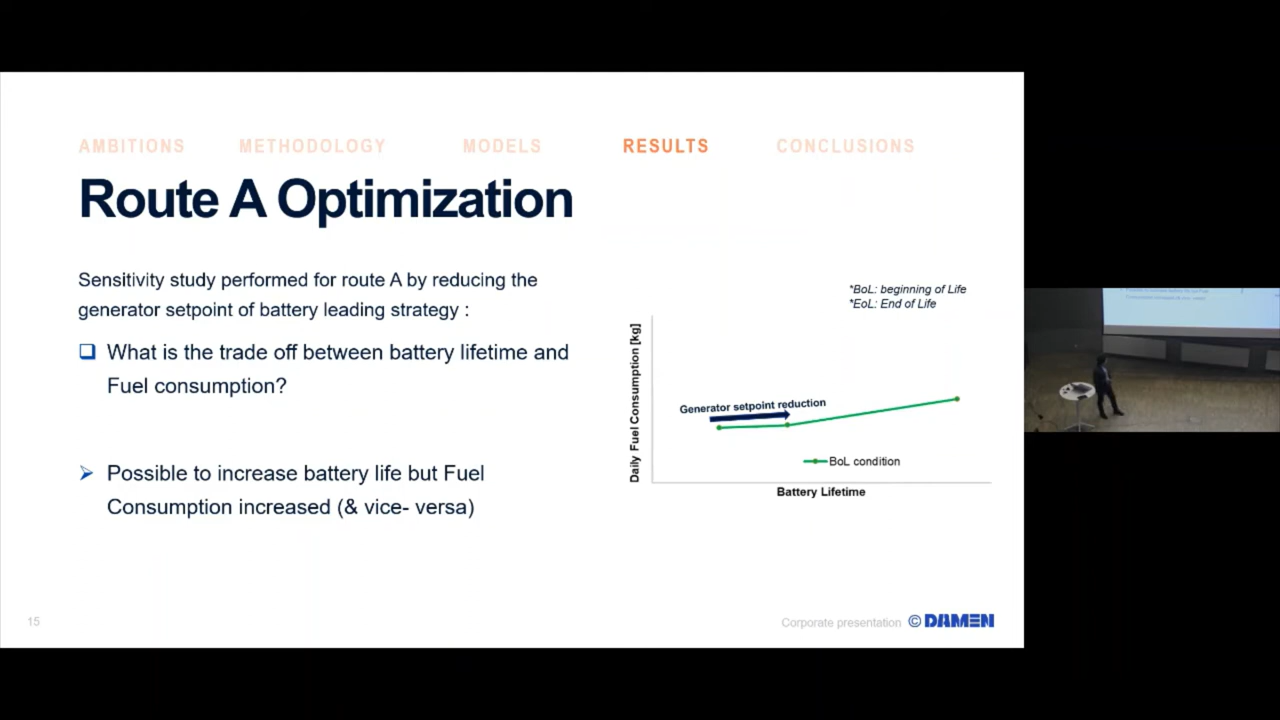 AMBITIONS METHODOLOGY MODELS RESULTS CONCLUSIONS
Route A Optimization
Sensitivity study performed for route A by reducing the
generator setpoint of battery leading strategy :
What is the trade off between battery lifetime and
Fuel consumption?
Possible to increase battery life but Fuel
Consumption increased (& vice- versa)
*BoL: beginning of Life
*EoL: End of Life
Daily Fuel Consumption [kg]
Generator setpoint reduction
BoL condition
Battery Lifetime
15
Corporate presentation © DAMEN